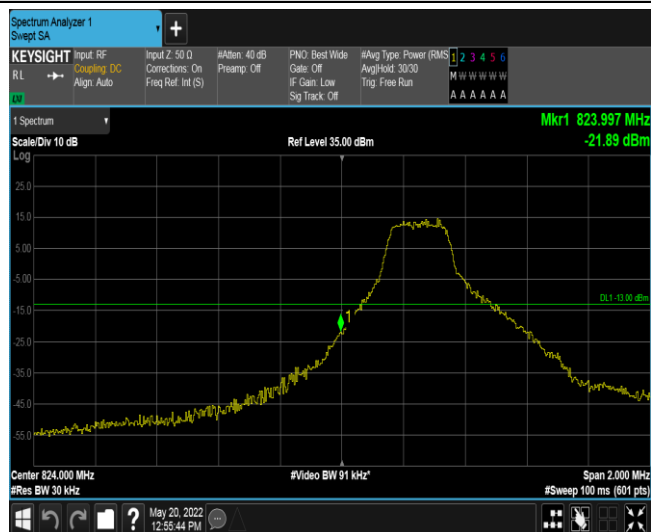 Spectrum Analyzer 1
Swept SA
+
KEYSIGHT Input: RF Input Z: 50 Ω #Atten: 40 dB PNO: Best Wide #Avg Type: Power (RMS 1 2 3 4 5 6
RL Coupling: DC Corrections: On Preamp: Off Gate: Off Avg|Hold: 30/30 M W W W W W
Align: Auto Freq Ref: Int (S) IF Gain: Low Trig: Free Run
LXI Sig Track: Off A A A A A A
1 Spectrum Mkr1 823.997 MHz
Scale/Div 10 dB Ref Level 35.00 dBm -21.89 dBm
Log
25.0
15.0
5.00
-5.00
DL1 -13.00 dBm
-15.0
1
-25.0
-35.0
-45.0
-55.0
Center 824.000 MHz #Video BW 91 kHz* Span 2.000 MHz
#Res BW 30 kHz #Sweep 100 ms (601 pts)
? May 20, 2022
12:55:44 PM